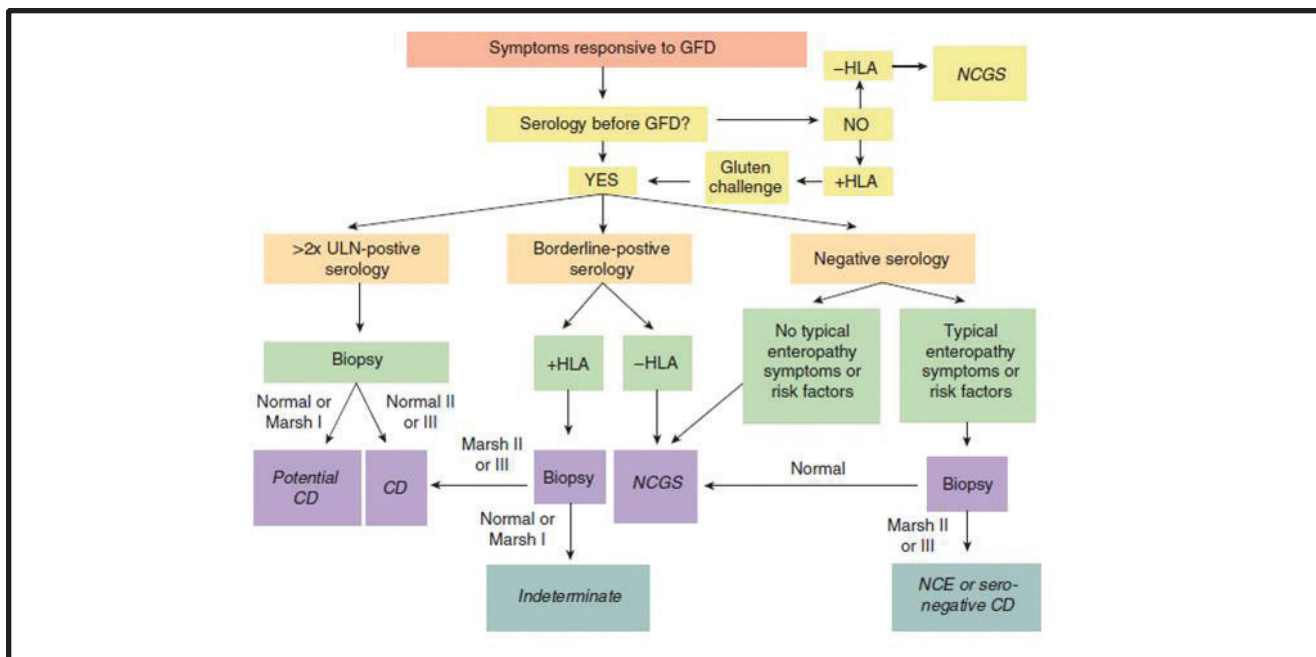 Symptoms responsive to GFD
–HLA
NCGS
Serology before GFD?
NO
Gluten
challenge
+HLA
YES
>2x ULN-postive
serology
Borderline-postive
serology
Negative serology
No typical
enteropathy
symptoms or
risk factors
Typical
enteropathy
symptoms or
risk factors
Biopsy
+HLA
–HLA
Normal or
Marsh I
Normal II
or III
Marsh II
or III
Potential
CD
CD
Biopsy
NCGS
Normal
Biopsy
Normal or
Marsh I
Marsh II
or III
Indeterminate
NCE or sero-
negative CD